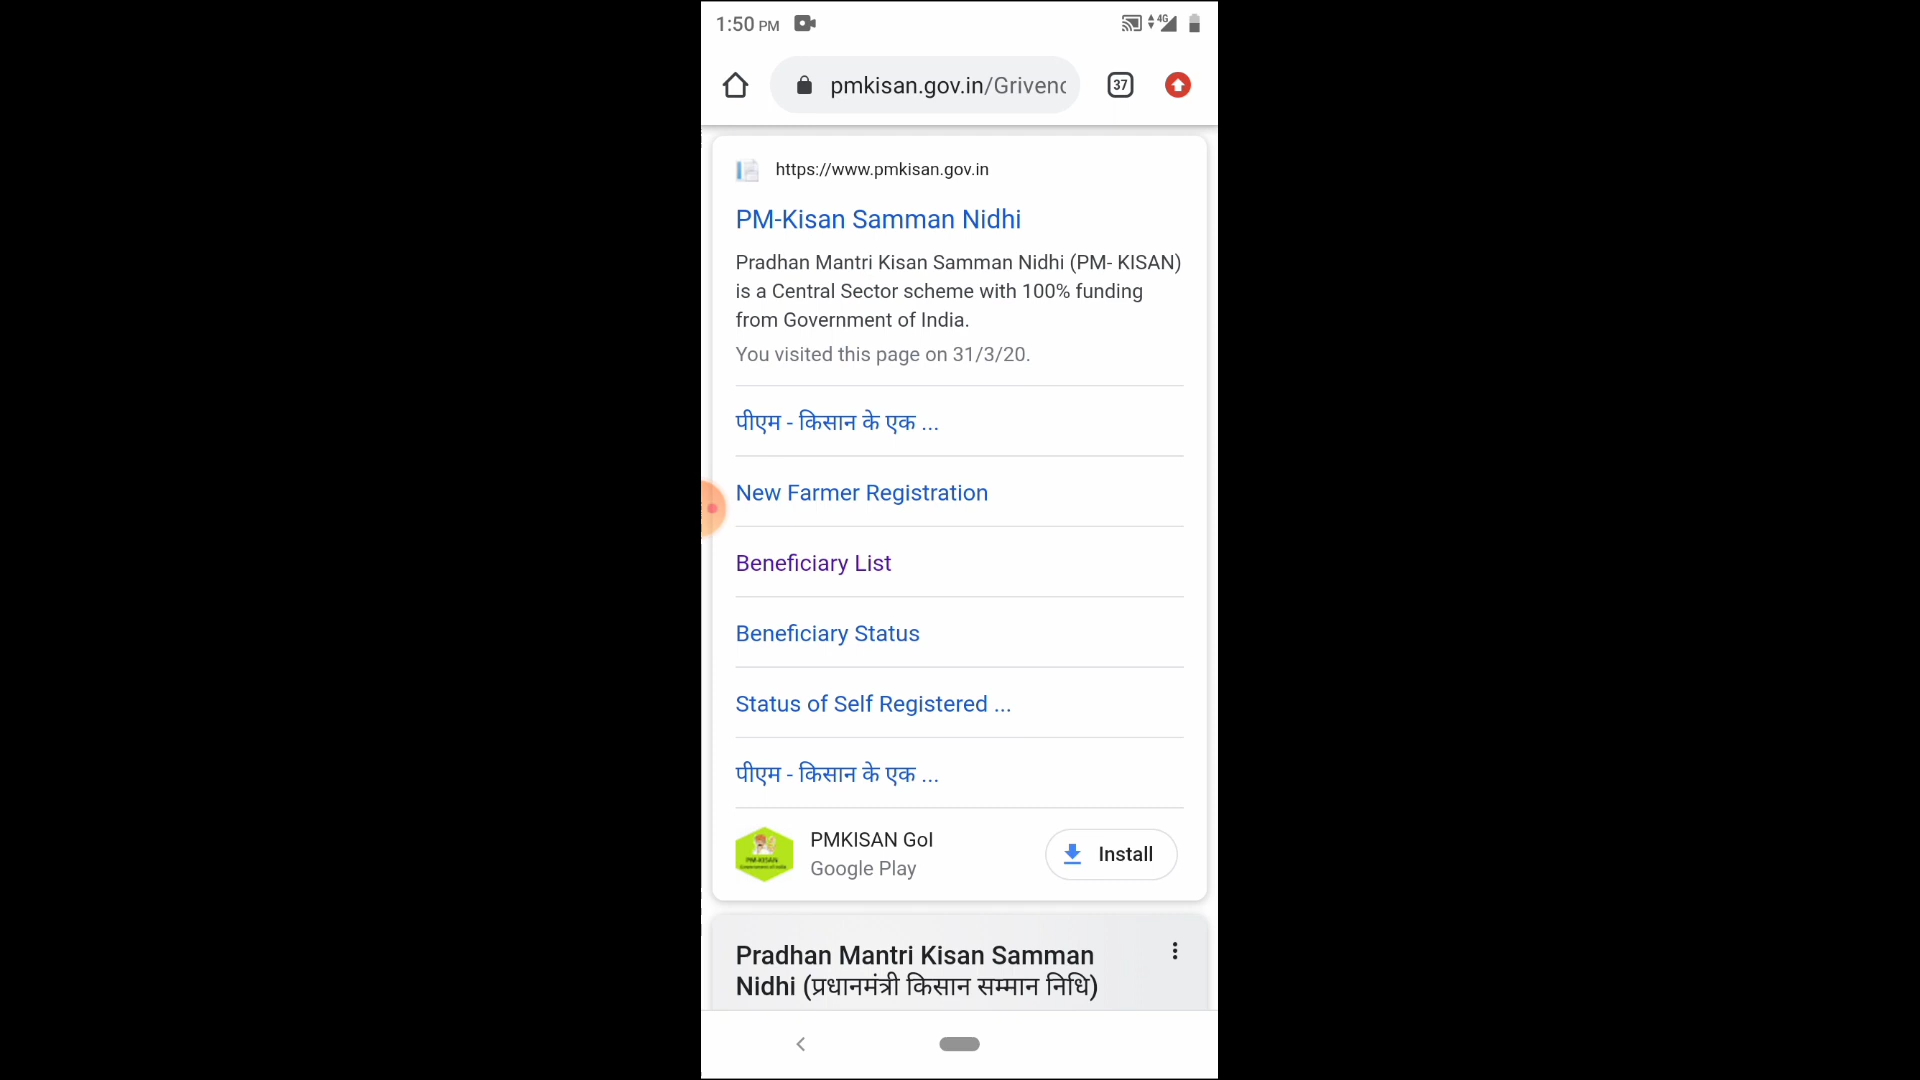 1:50 PM
4G
pmkisan.gov.in/Grivenc
37
https://www.pmkisan.gov.in
PM-Kisan Samman Nidhi
Pradhan Mantri Kisan Samman Nidhi (PM- KISAN)
is a Central Sector scheme with 100% funding
from Government of India.
You visited this page on 31/3/20.
पीएम - किसान के एक ...
New Farmer Registration
Beneficiary List
Beneficiary Status
Status of Self Registered ...
पीएम - किसान के एक ...
PMKISAN GoI
PM-KISAN
Google Play
Install
Pradhan Mantri Kisan Samman
Nidhi (प्रधानमंत्री किसान सम्मान निधि)